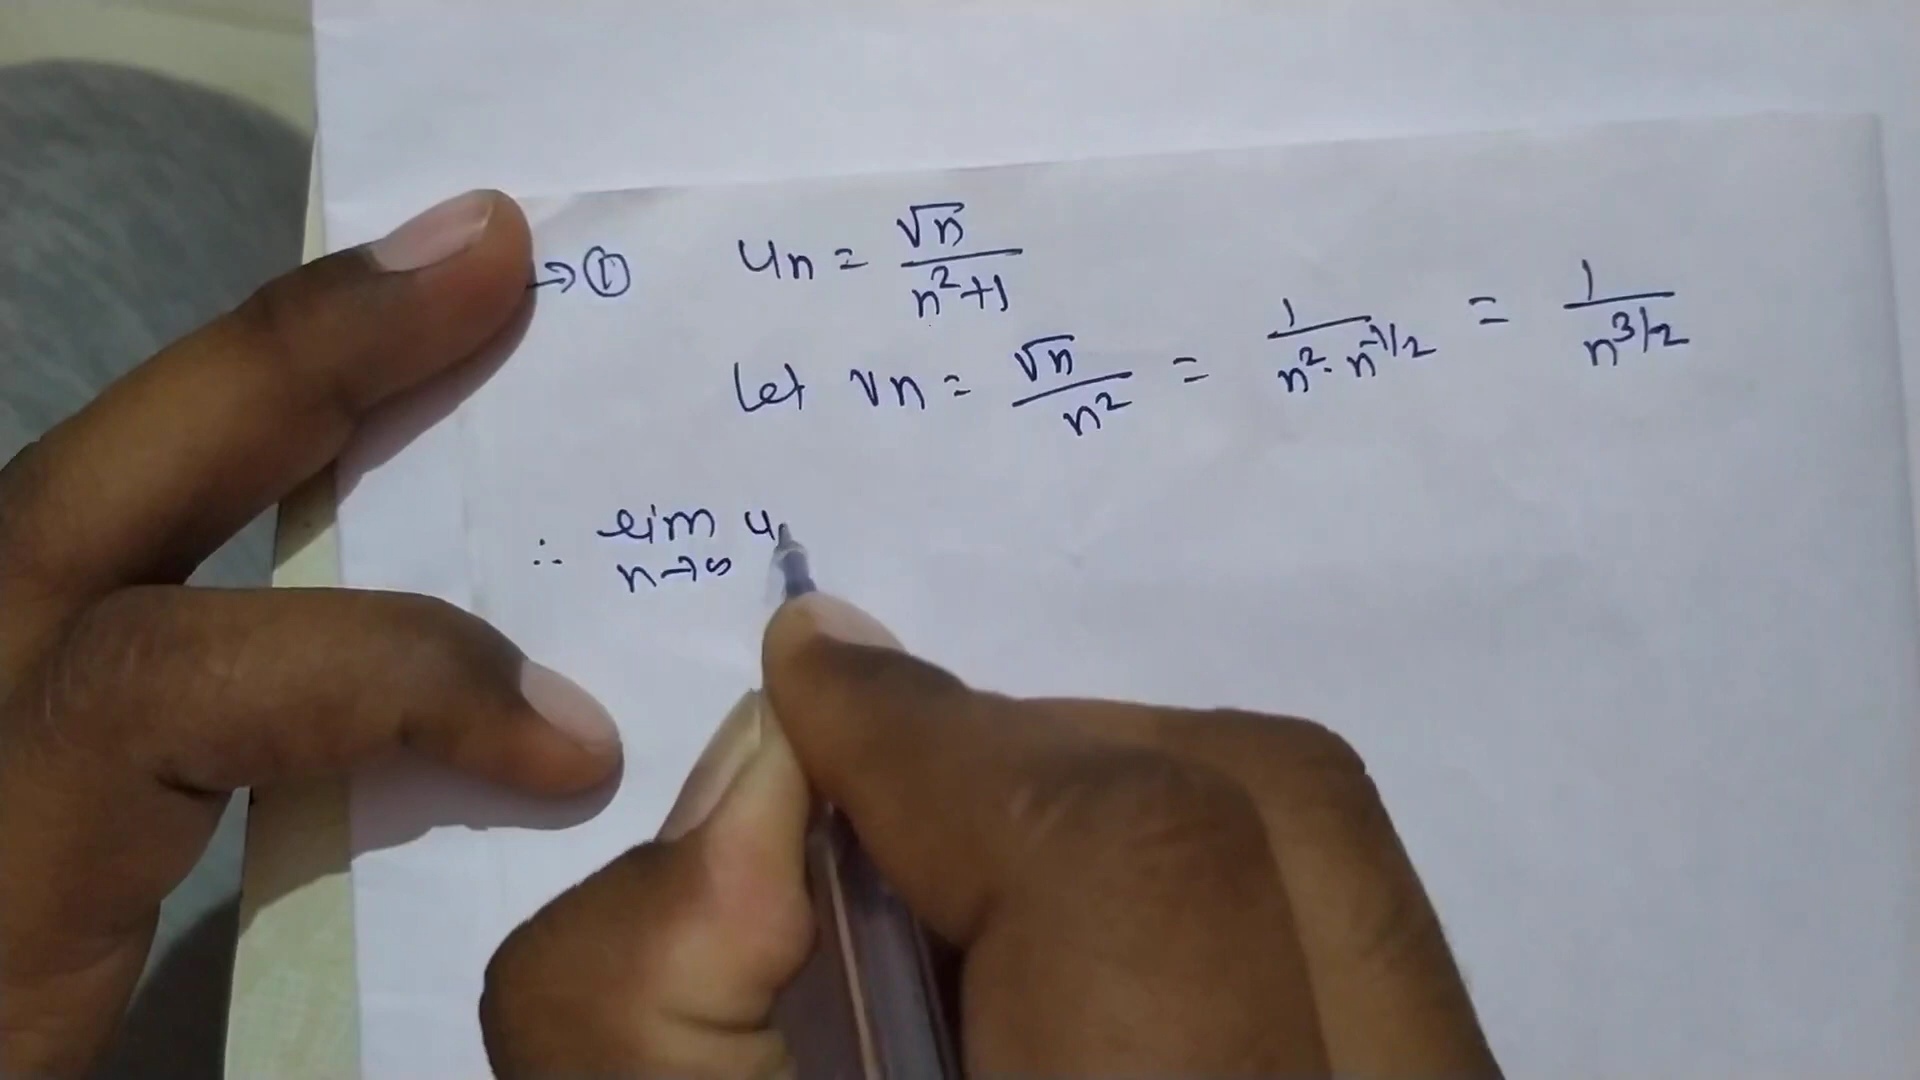 → ① un = √n / n²+1
Let vn = √n / n² = 1 / n²·n^-1/2 = 1 / n^3/2
∴ lim n→∞ u